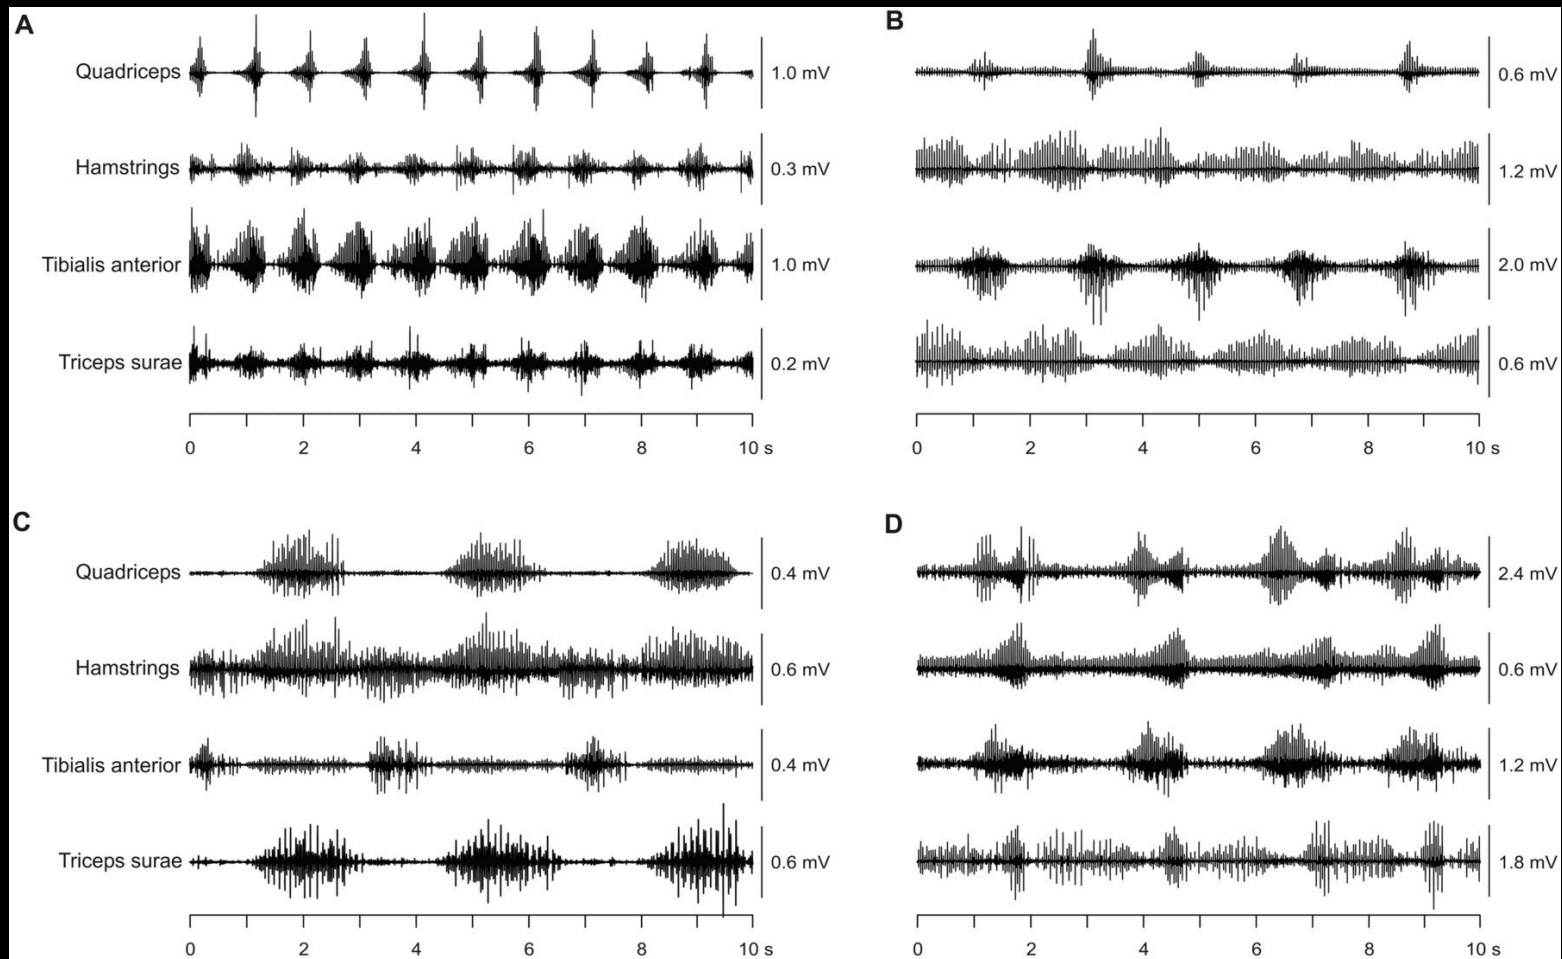 A
Quadriceps
1.0 mV
Hamstrings
0.3 mV
Tibialis anterior
1.0 mV
Triceps surae
0.2 mV
0 2 4 6 8 10 s
B
0.6 mV
1.2 mV
2.0 mV
0.6 mV
0 2 4 6 8 10 s
C
Quadriceps
0.4 mV
Hamstrings
0.6 mV
Tibialis anterior
0.4 mV
Triceps surae
0.6 mV
0 2 4 6 8 10 s
D
2.4 mV
0.6 mV
1.2 mV
1.8 mV
0 2 4 6 8 10 s